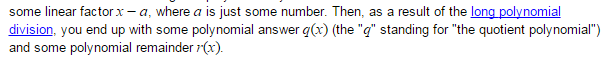 some linear factor x − a, where a is just some number. Then, as a result of the long polynomial
division, you end up with some polynomial answer q(x) (the "q" standing for "the quotient polynomial")
and some polynomial remainder r(x).